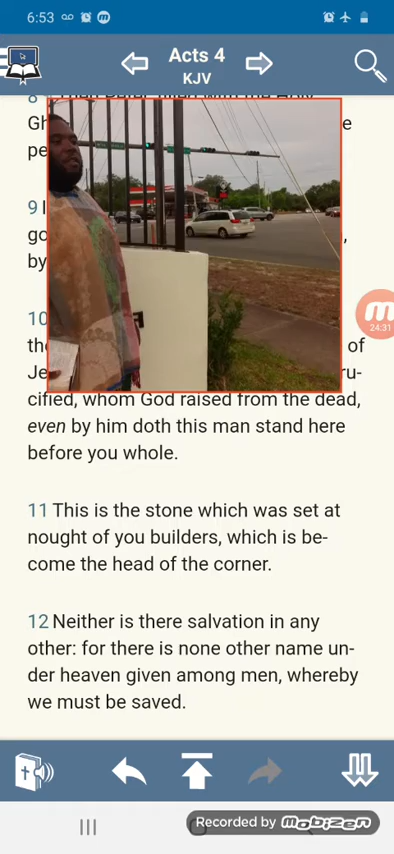 6:53
Acts 4
KJV
8
Gh e
pe
9 I
go ,
by
10
the of
Je ru-
cified, whom God raised from the dead,
even by him doth this man stand here
before you whole.
11 This is the stone which was set at
nought of you builders, which is be-
come the head of the corner.
12 Neither is there salvation in any
other: for there is none other name un-
der heaven given among men, whereby
we must be saved.
24:31
Recorded by mobizen